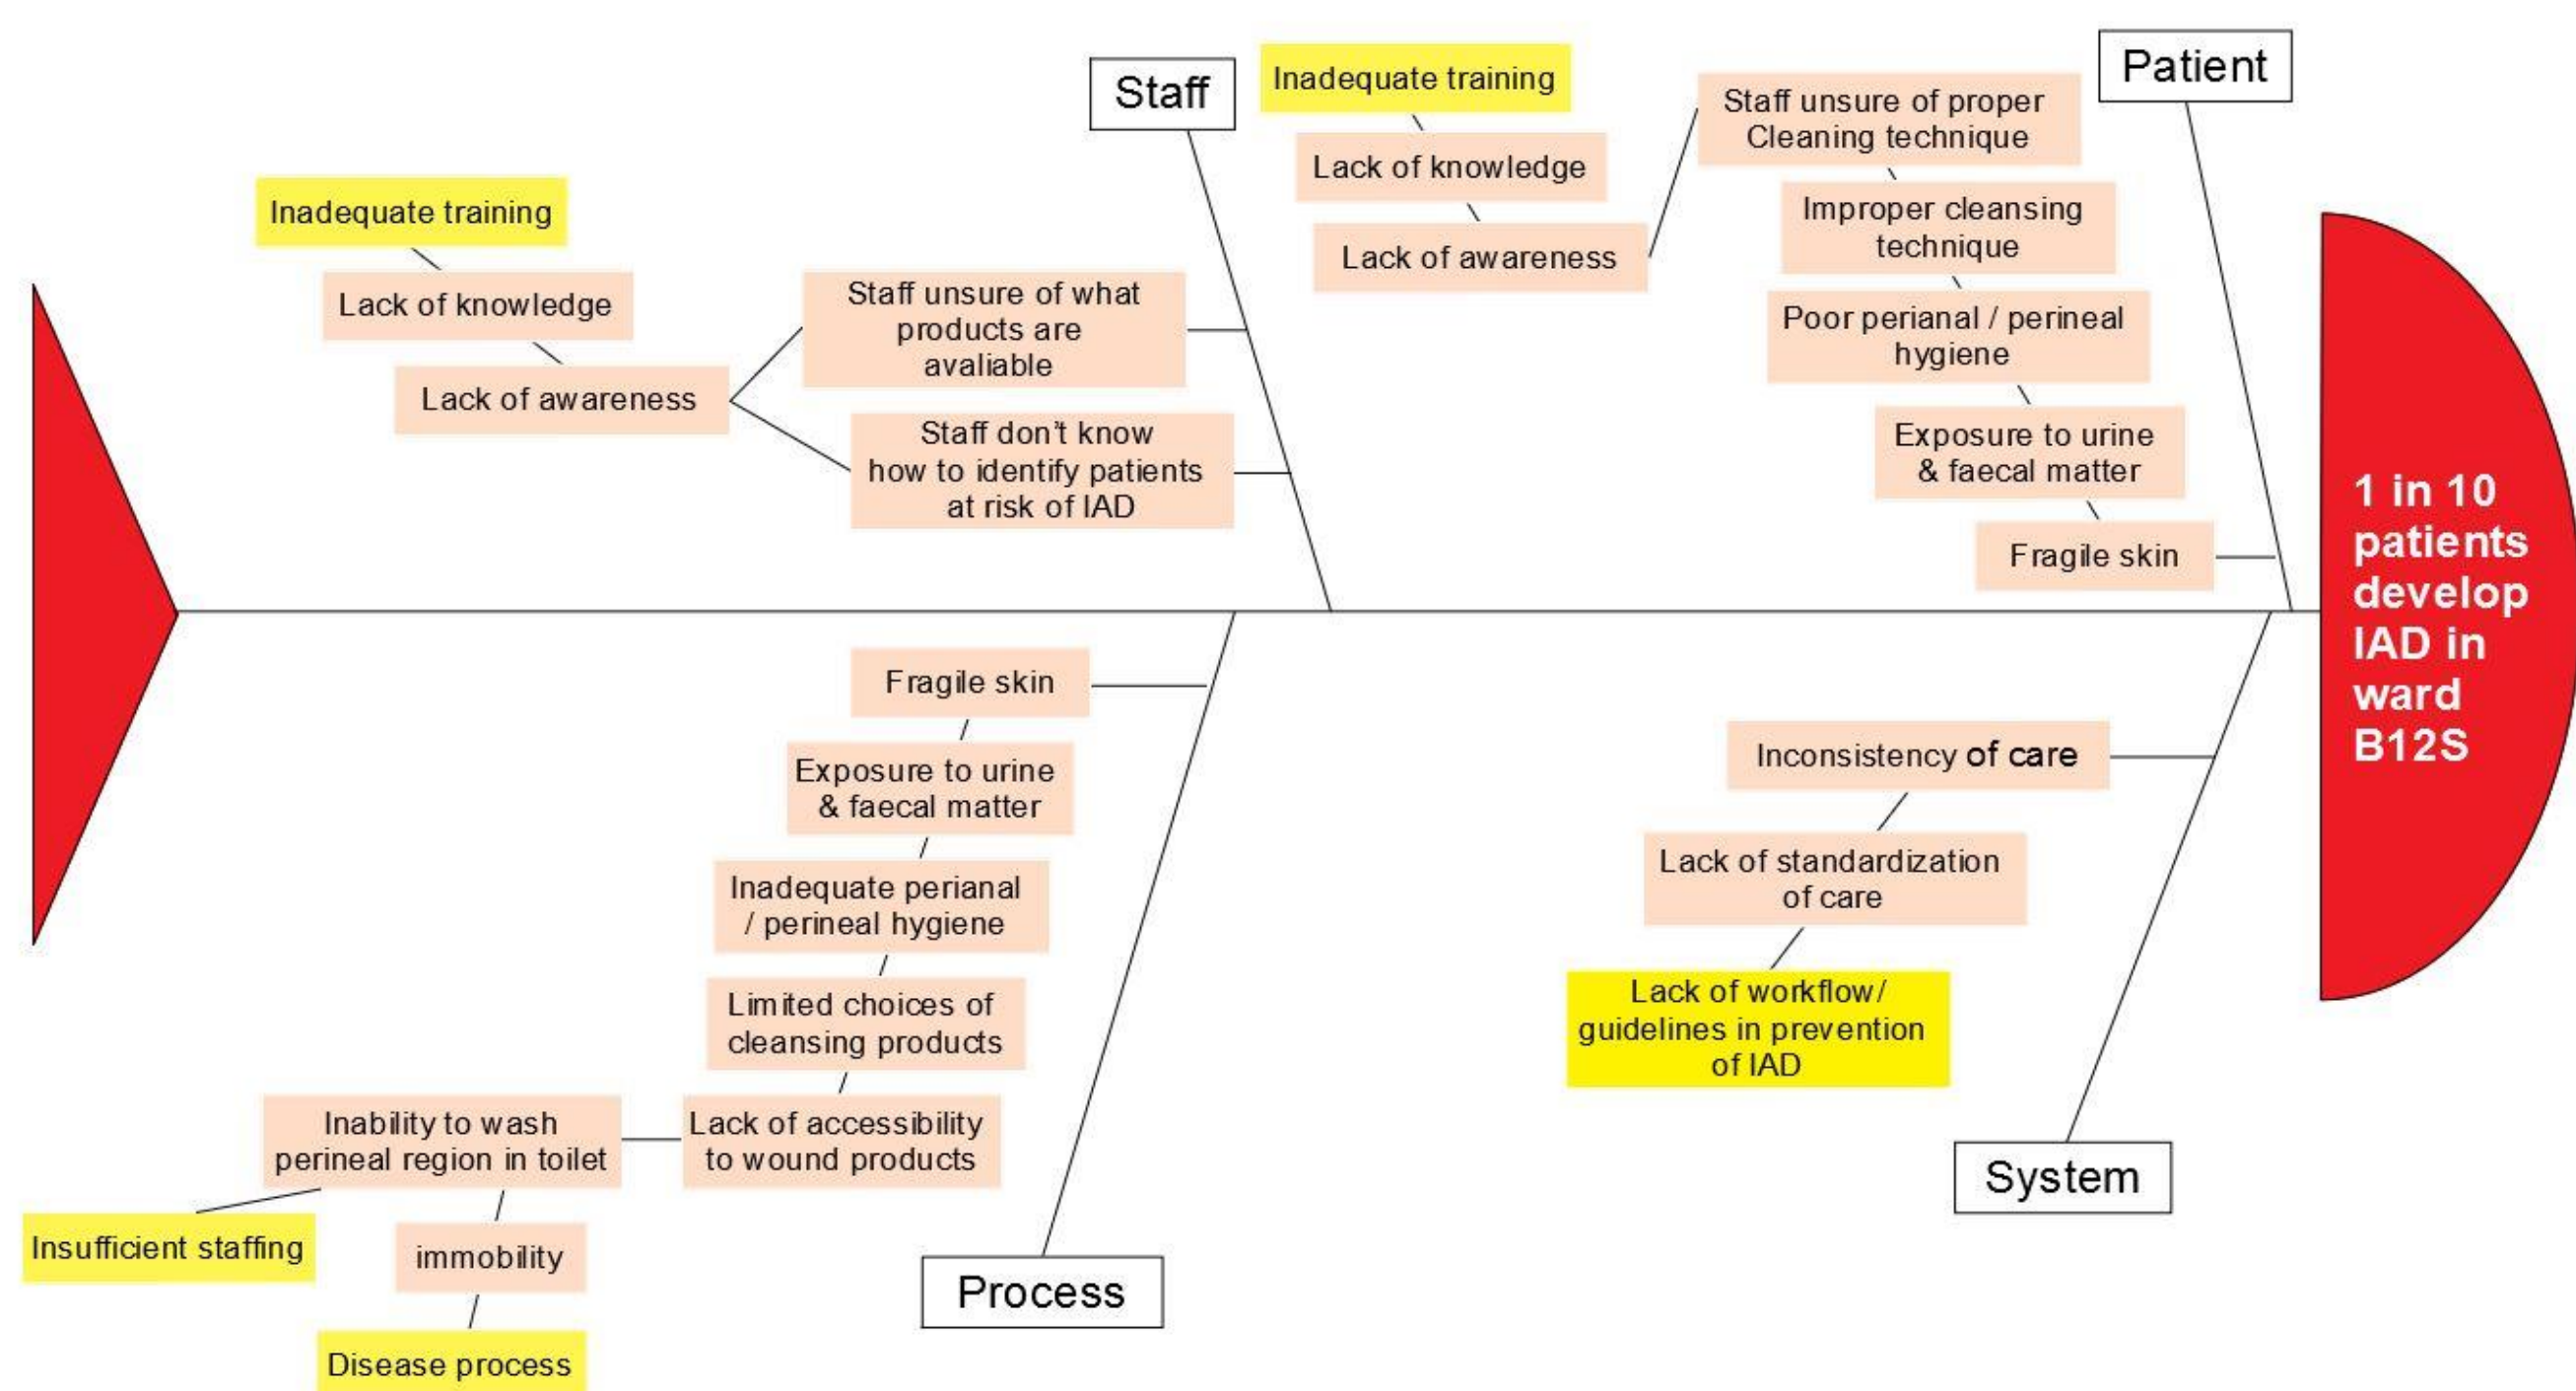 Staff
Inadequate training
Lack of knowledge
Lack of awareness
Staff unsure of what
products are
avaliable
Staff don't know
how to identify patients
at risk of IAD
Patient
Inadequate training
Lack of knowledge
Lack of awareness
Staff unsure of proper
Cleaning technique
Improper cleansing
technique
Poor perianal / perineal
hygiene
Exposure to urine
& faecal matter
Fragile skin
1 in 10
patients
develop
IAD in
ward
B12S
Fragile skin
Exposure to urine
& faecal matter
Inadequate perianal
/ perineal hygiene
Limited choices of
cleansing products
Lack of accessibility
to wound products
Inability to wash
perineal region in toilet
Insufficient staffing
immobility
Disease process
Process
Inconsistency of care
Lack of standardization
of care
Lack of workflow/
guidelines in prevention
of IAD
System